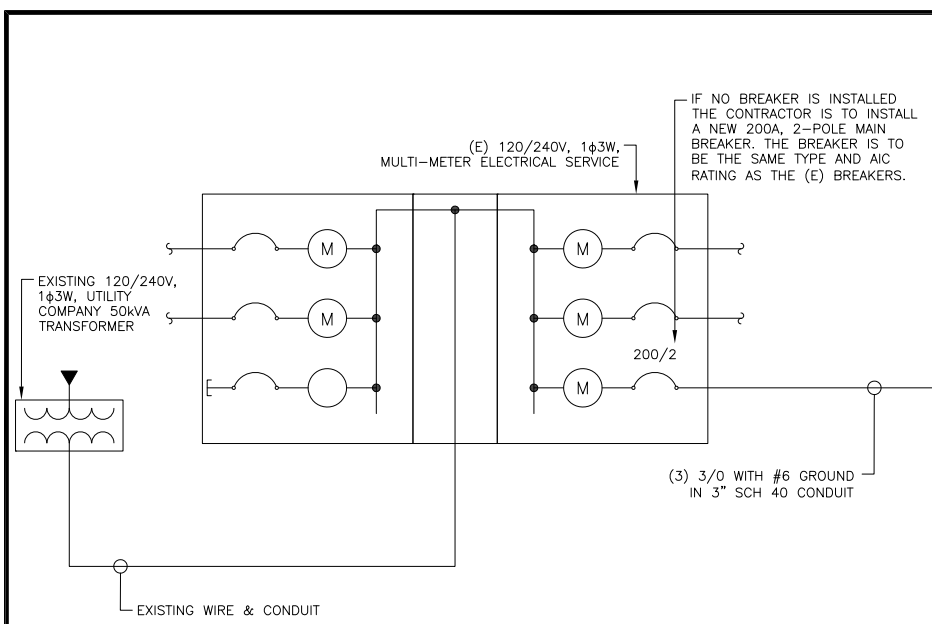 IF NO BREAKER IS INSTALLED
THE CONTRACTOR IS TO INSTALL
A NEW 200A, 2-POLE MAIN
BREAKER. THE BREAKER IS TO
BE THE SAME TYPE AND AIC
RATING AS THE (E) BREAKERS.
(E) 120/240V, 1ϕ3W,
MULTI-METER ELECTRICAL SERVICE
M
M
EXISTING 120/240V,
1ϕ3W, UTILITY
COMPANY 50kVA
TRANSFORMER
M
M
200/2
M
(3) 3/0 WITH #6 GROUND
IN 3" SCH 40 CONDUIT
EXISTING WIRE & CONDUIT